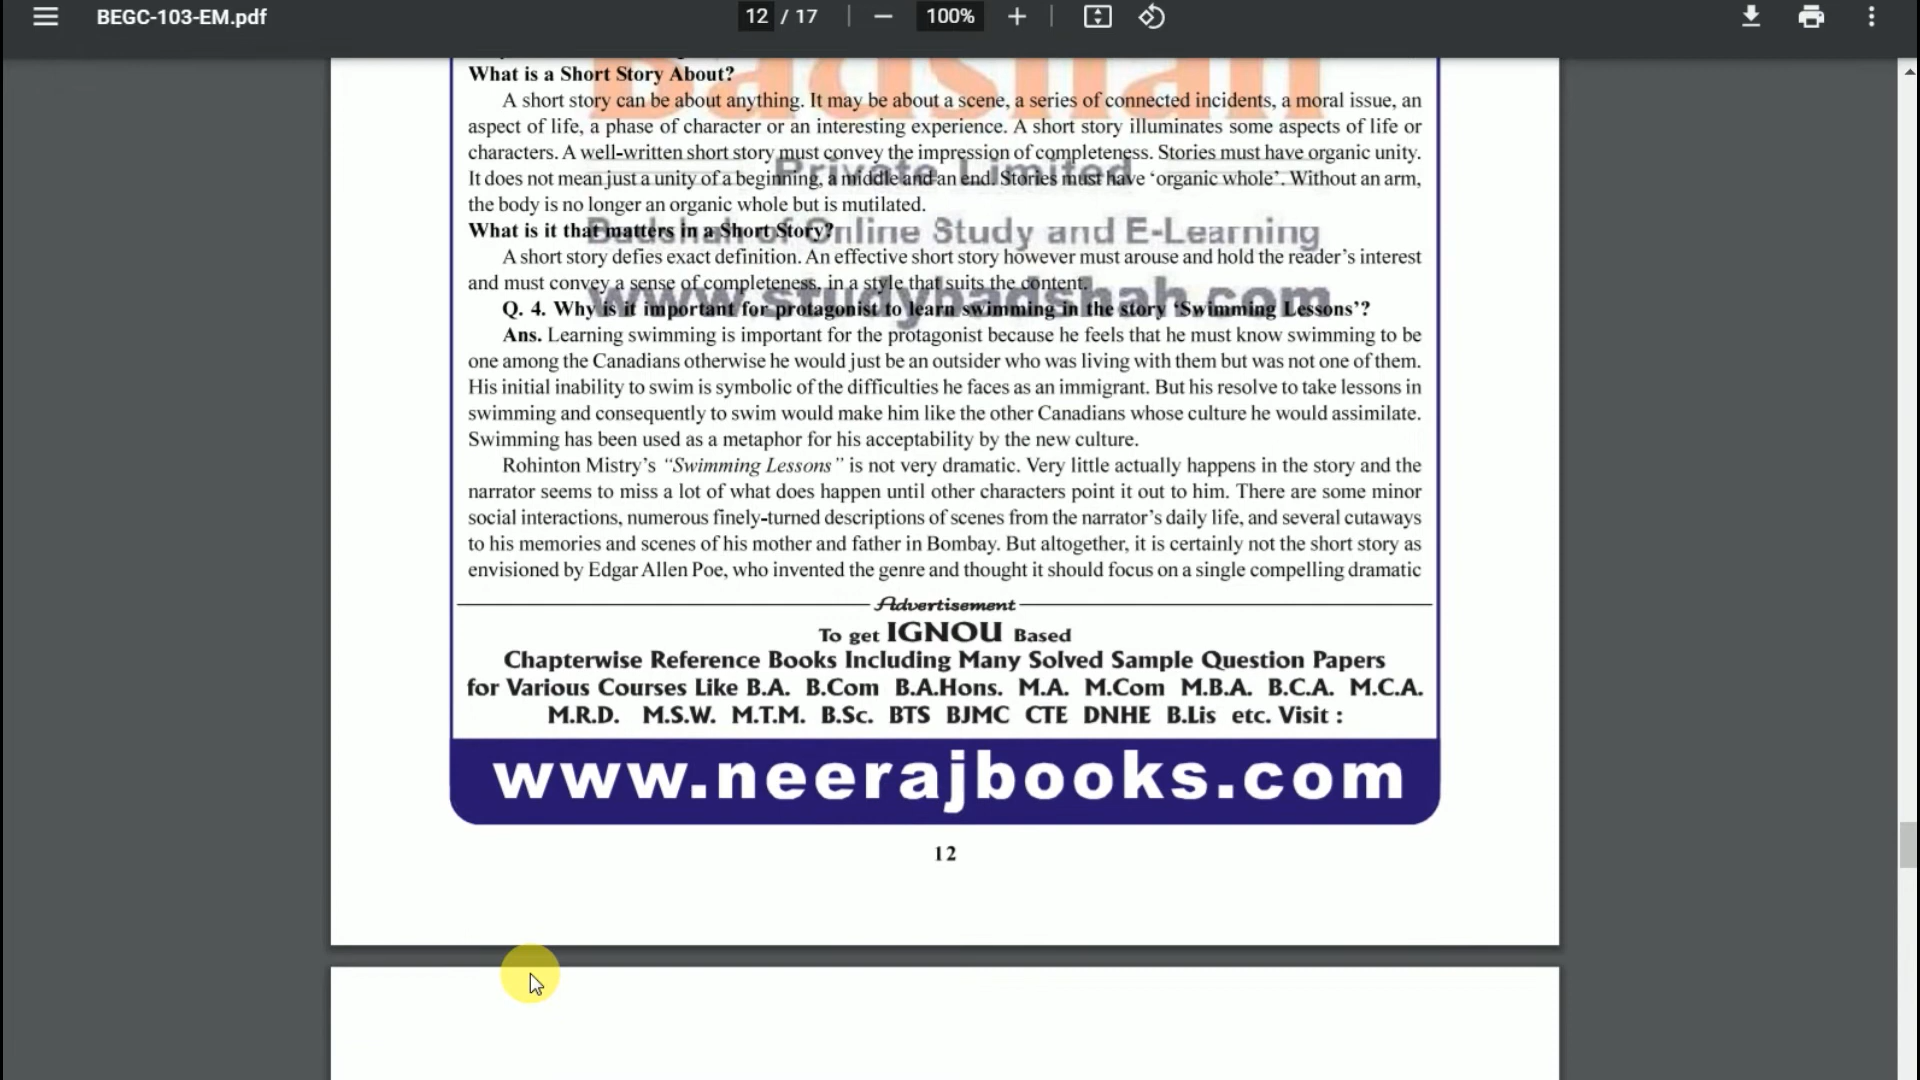 BEGC-103-EM.pdf
12 / 17
100%
Badshah
What is a Short Story About?
A short story can be about anything. It may be about a scene, a series of connected incidents, a moral issue, an
aspect of life, a phase of character or an interesting experience. A short story illuminates some aspects of life or
characters. A well-written short story must convey the impression of completeness. Stories must have organic unity.
Private Limited
It does not mean just a unity of a beginning, a middle and an end. Stories must have ‘organic whole’. Without an arm,
the body is no longer an organic whole but is mutilated.
What is it that matters in a Short Story?
Badshah of Online Study and E-Learning
A short story defies exact definition. An effective short story however must arouse and hold the reader’s interest
and must convey a sense of completeness, in a style that suits the content.
www.studybadshah.com
Q. 4. Why is it important for protagonist to learn swimming in the story ‘Swimming Lessons’?
Ans. Learning swimming is important for the protagonist because he feels that he must know swimming to be
one among the Canadians otherwise he would just be an outsider who was living with them but was not one of them.
His initial inability to swim is symbolic of the difficulties he faces as an immigrant. But his resolve to take lessons in
swimming and consequently to swim would make him like the other Canadians whose culture he would assimilate.
Swimming has been used as a metaphor for his acceptability by the new culture.
Rohinton Mistry’s “Swimming Lessons” is not very dramatic. Very little actually happens in the story and the
narrator seems to miss a lot of what does happen until other characters point it out to him. There are some minor
social interactions, numerous finely-turned descriptions of scenes from the narrator’s daily life, and several cutaways
to his memories and scenes of his mother and father in Bombay. But altogether, it is certainly not the short story as
envisioned by Edgar Allen Poe, who invented the genre and thought it should focus on a single compelling dramatic
Advertisement
To get IGNOU Based
Chapterwise Reference Books Including Many Solved Sample Question Papers
for Various Courses Like B.A. B.Com B.A.Hons. M.A. M.Com M.B.A. B.C.A. M.C.A.
M.R.D. M.S.W. M.T.M. B.Sc. BTS BJMC CTE DNHE B.Lis etc. Visit :
www.neerajbooks.com
12